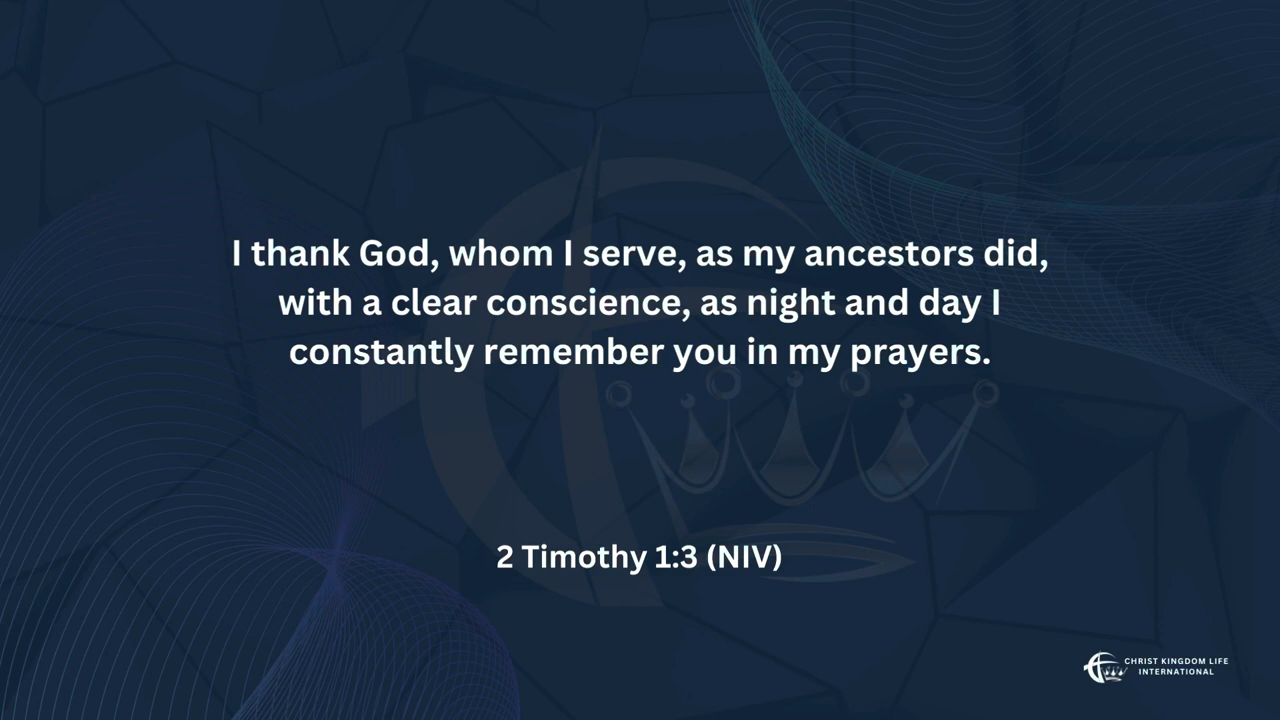 I thank God, whom I serve, as my ancestors did,
with a clear conscience, as night and day I
constantly remember you in my prayers.
2 Timothy 1:3 (NIV)
CHRIST KINGDOM LIFE
INTERNATIONAL